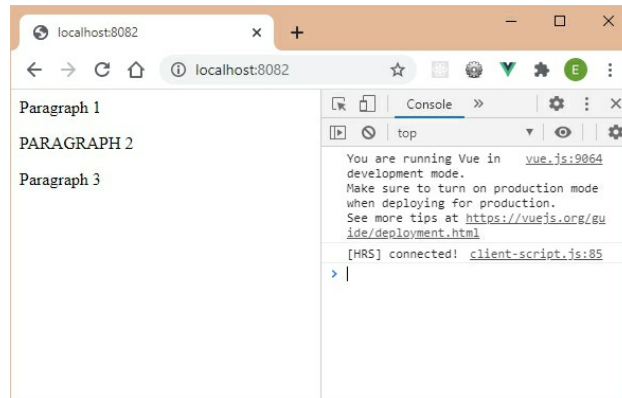 localhost:8082
localhost:8082
E
Paragraph 1
PARAGRAPH 2
Paragraph 3
Console
top
You are running Vue in vue.js:9064
development mode.
Make sure to turn on production mode
when deploying for production.
See more tips at https://vuejs.org/gu
ide/deployment.html
[HRS] connected! client-script.js:85